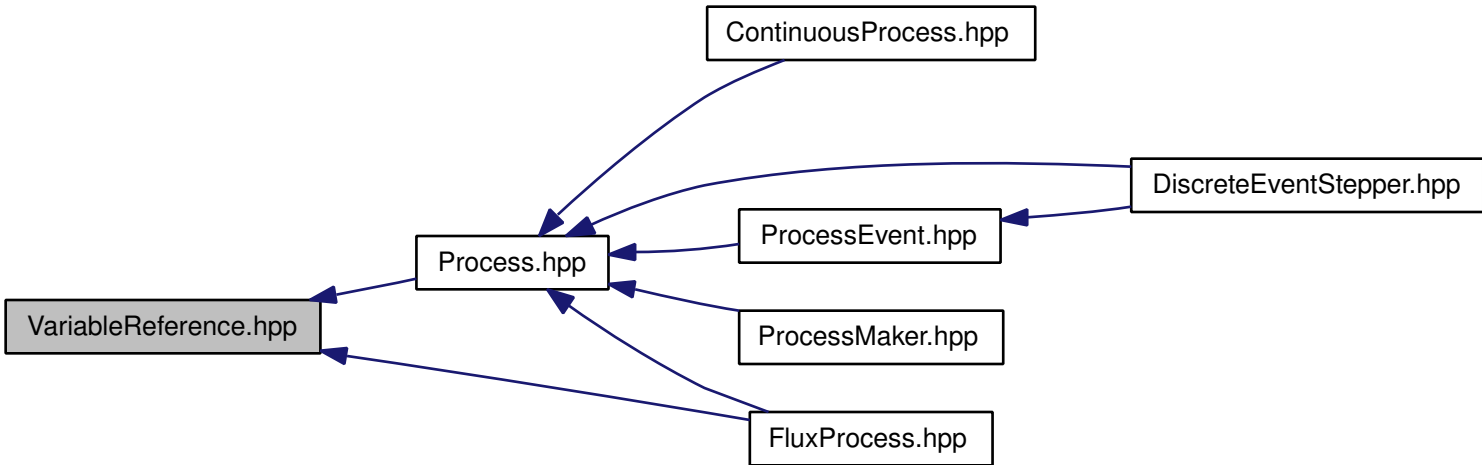 ContinuousProcess.hpp
DiscreteEventStepper.hpp
ProcessEvent.hpp
Process.hpp
VariableReference.hpp
ProcessMaker.hpp
FluxProcess.hpp